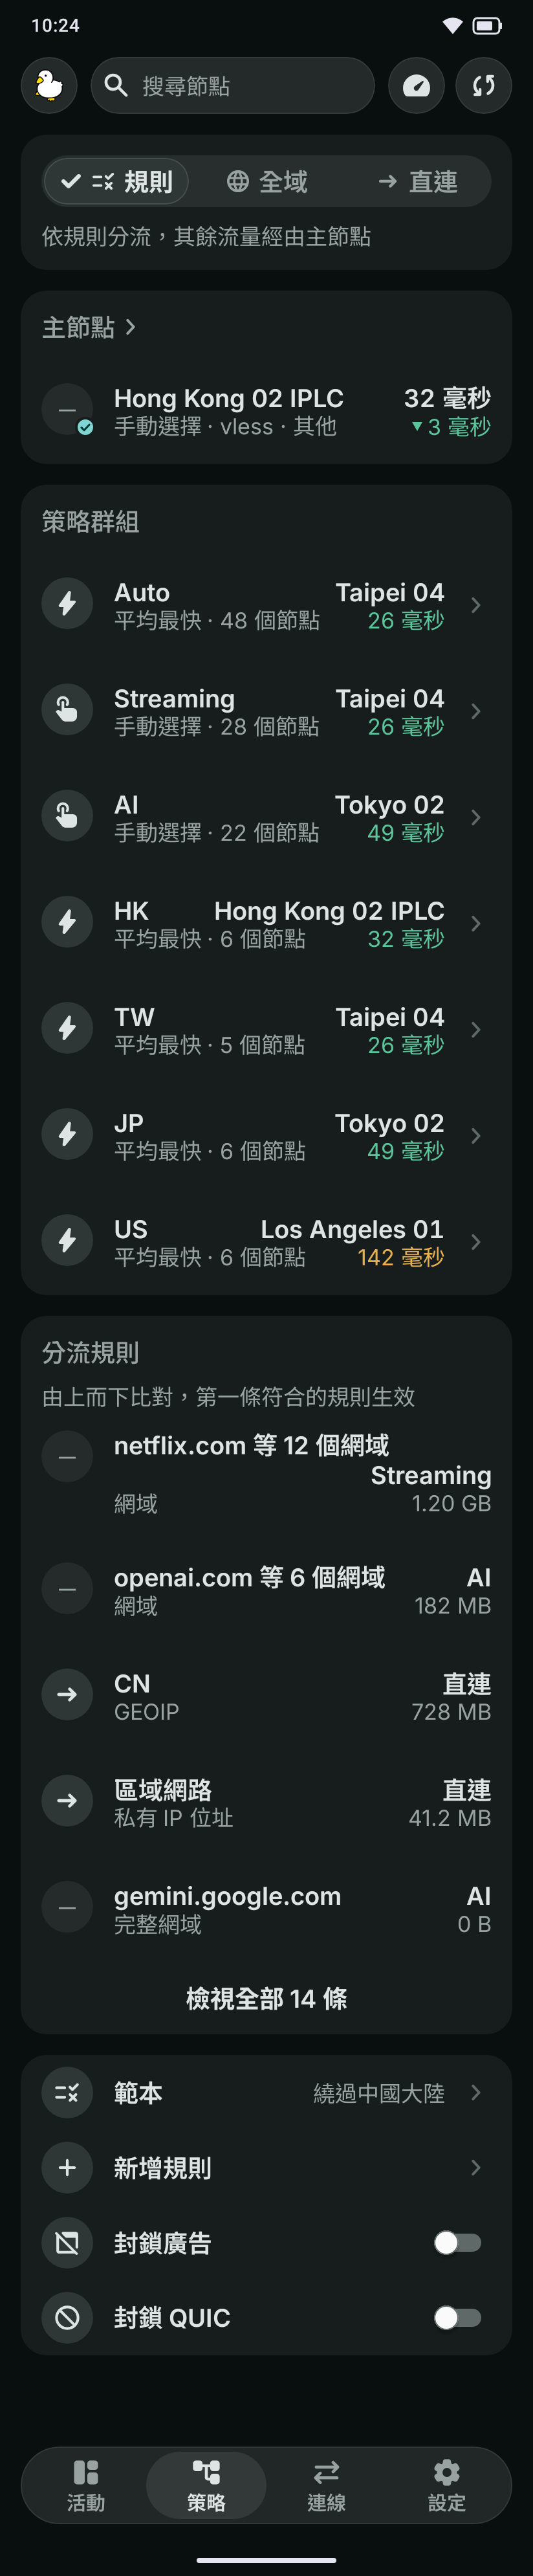 10:24
搜尋節點
規則
全域
直連
依規則分流，其餘流量經由主節點
主節點
Hong Kong 02 IPLC
32 毫秒
手動選擇 · vless · 其他
▼3 毫秒
策略群組
Auto
Taipei 04
平均最快 · 48 個節點
26 毫秒
Streaming
Taipei 04
手動選擇 · 28 個節點
26 毫秒
AI
Tokyo 02
手動選擇 · 22 個節點
49 毫秒
HK
Hong Kong 02 IPLC
平均最快 · 6 個節點
32 毫秒
TW
Taipei 04
平均最快 · 5 個節點
26 毫秒
JP
Tokyo 02
平均最快 · 6 個節點
49 毫秒
US
Los Angeles 01
平均最快 · 6 個節點
142 毫秒
分流規則
由上而下比對，第一條符合的規則生效
netflix.com 等 12 個網域
Streaming
網域
1.20 GB
openai.com 等 6 個網域
AI
網域
182 MB
CN
直連
GEOIP
728 MB
區域網路
直連
私有 IP 位址
41.2 MB
gemini.google.com
AI
完整網域
0 B
檢視全部 14 條
範本
繞過中國大陸
新增規則
封鎖廣告
封鎖 QUIC
活動
策略
連線
設定